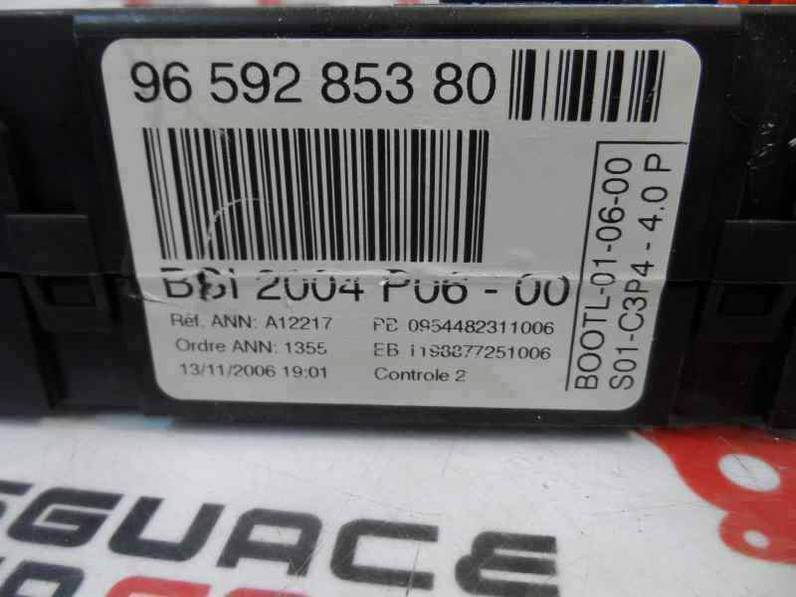 96 592 853 80
BSI 2004 P06 - 00
Réf. ANN: A12217 PB 0954482311006
Ordre ANN: 1355 EB 1198877251006
13/11/2006 19:01 Controle 2
BOOTL-01-06-00
S01-C3P4 - 4.0 P
ESGUACE